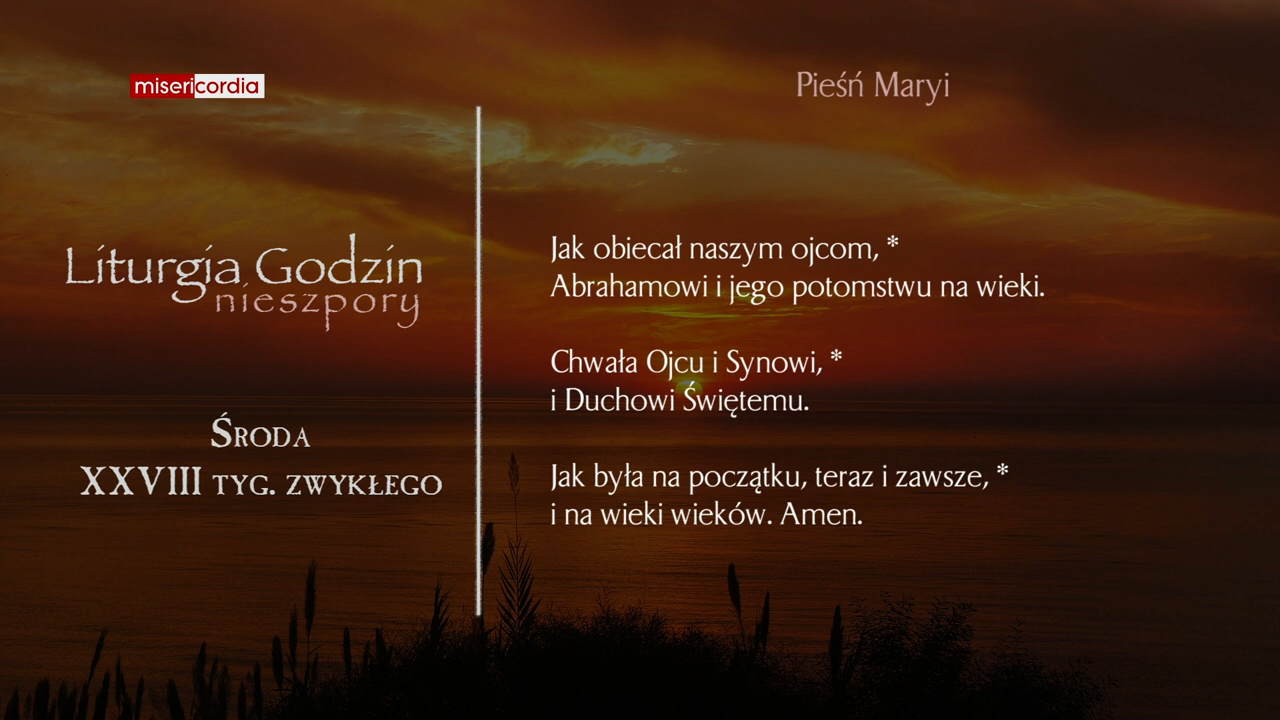 misericordia
Liturgia Godzin
nieszpory
Środa
XXVIII tyg. zwykłego
Pieśń Maryi
Jak obiecał naszym ojcom, *
Abrahamowi i jego potomstwu na wieki.
Chwała Ojcu i Synowi, *
i Duchowi Świętemu.
Jak była na początku, teraz i zawsze, *
i na wieki wieków. Amen.